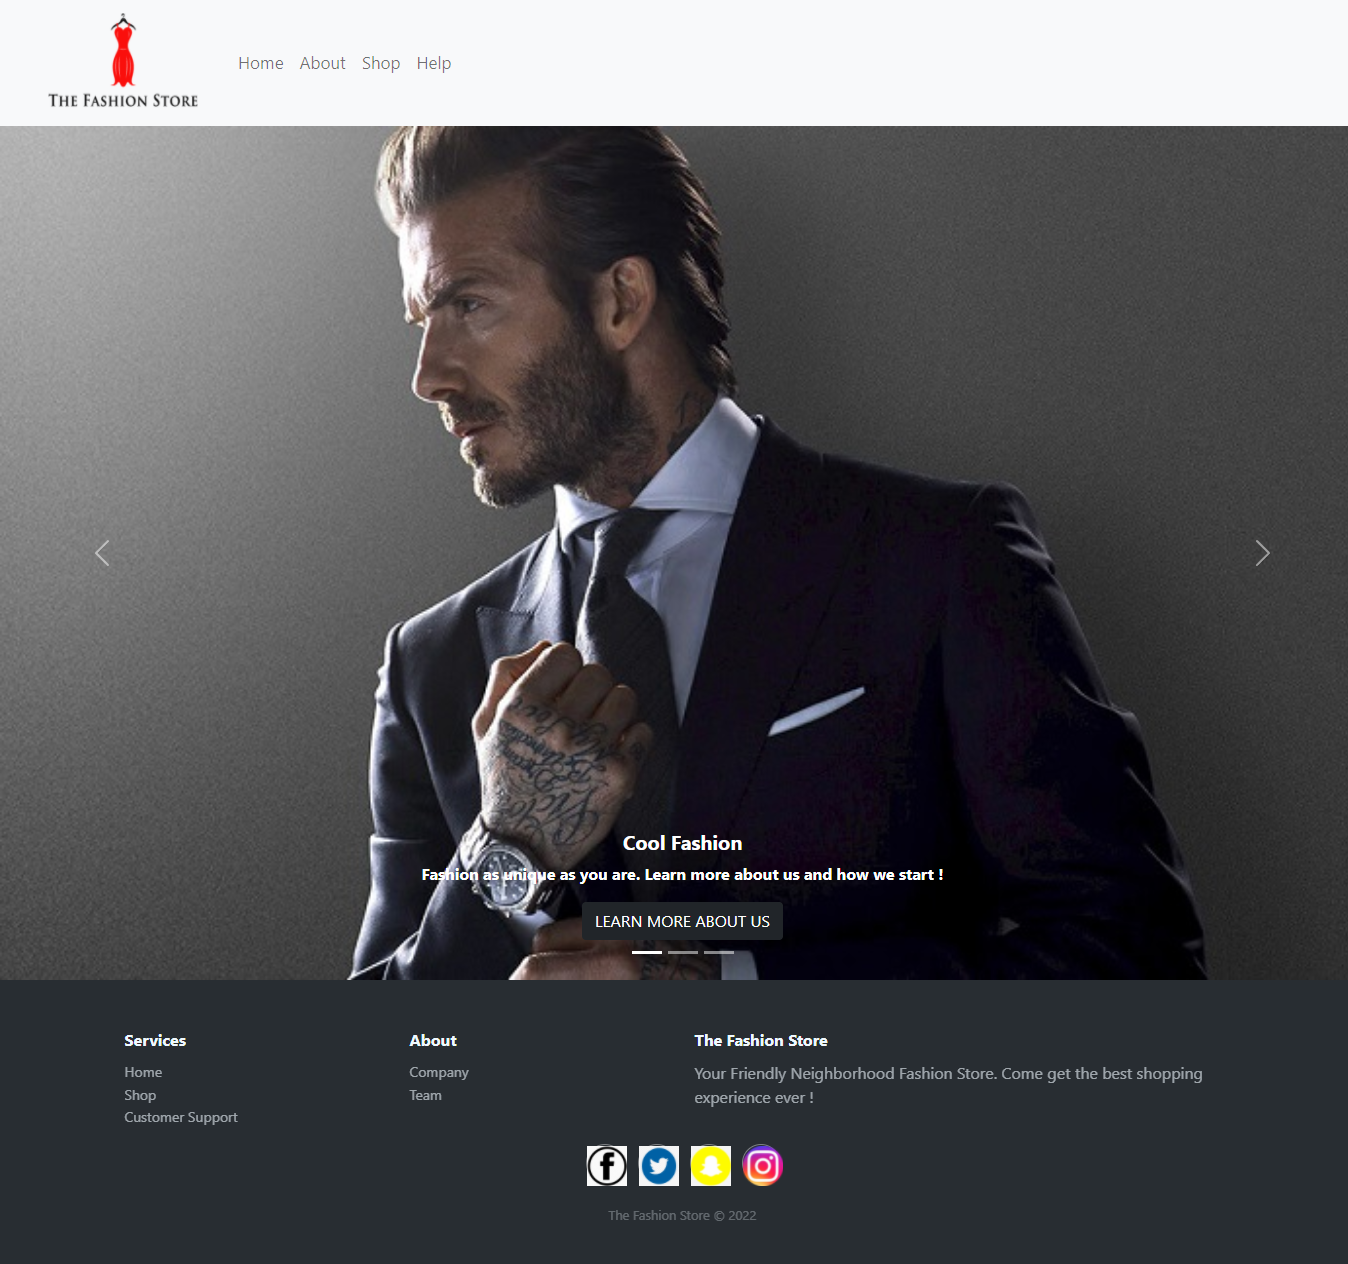 THE FASHION STORE
Home About Shop Help
Cool Fashion
Fashion as unique as you are. Learn more about us and how we start !
LEARN MORE ABOUT US
Services
Home
Shop
Customer Support
About
Company
Team
The Fashion Store
Your Friendly Neighborhood Fashion Store. Come get the best shopping
experience ever !
The Fashion Store © 2022